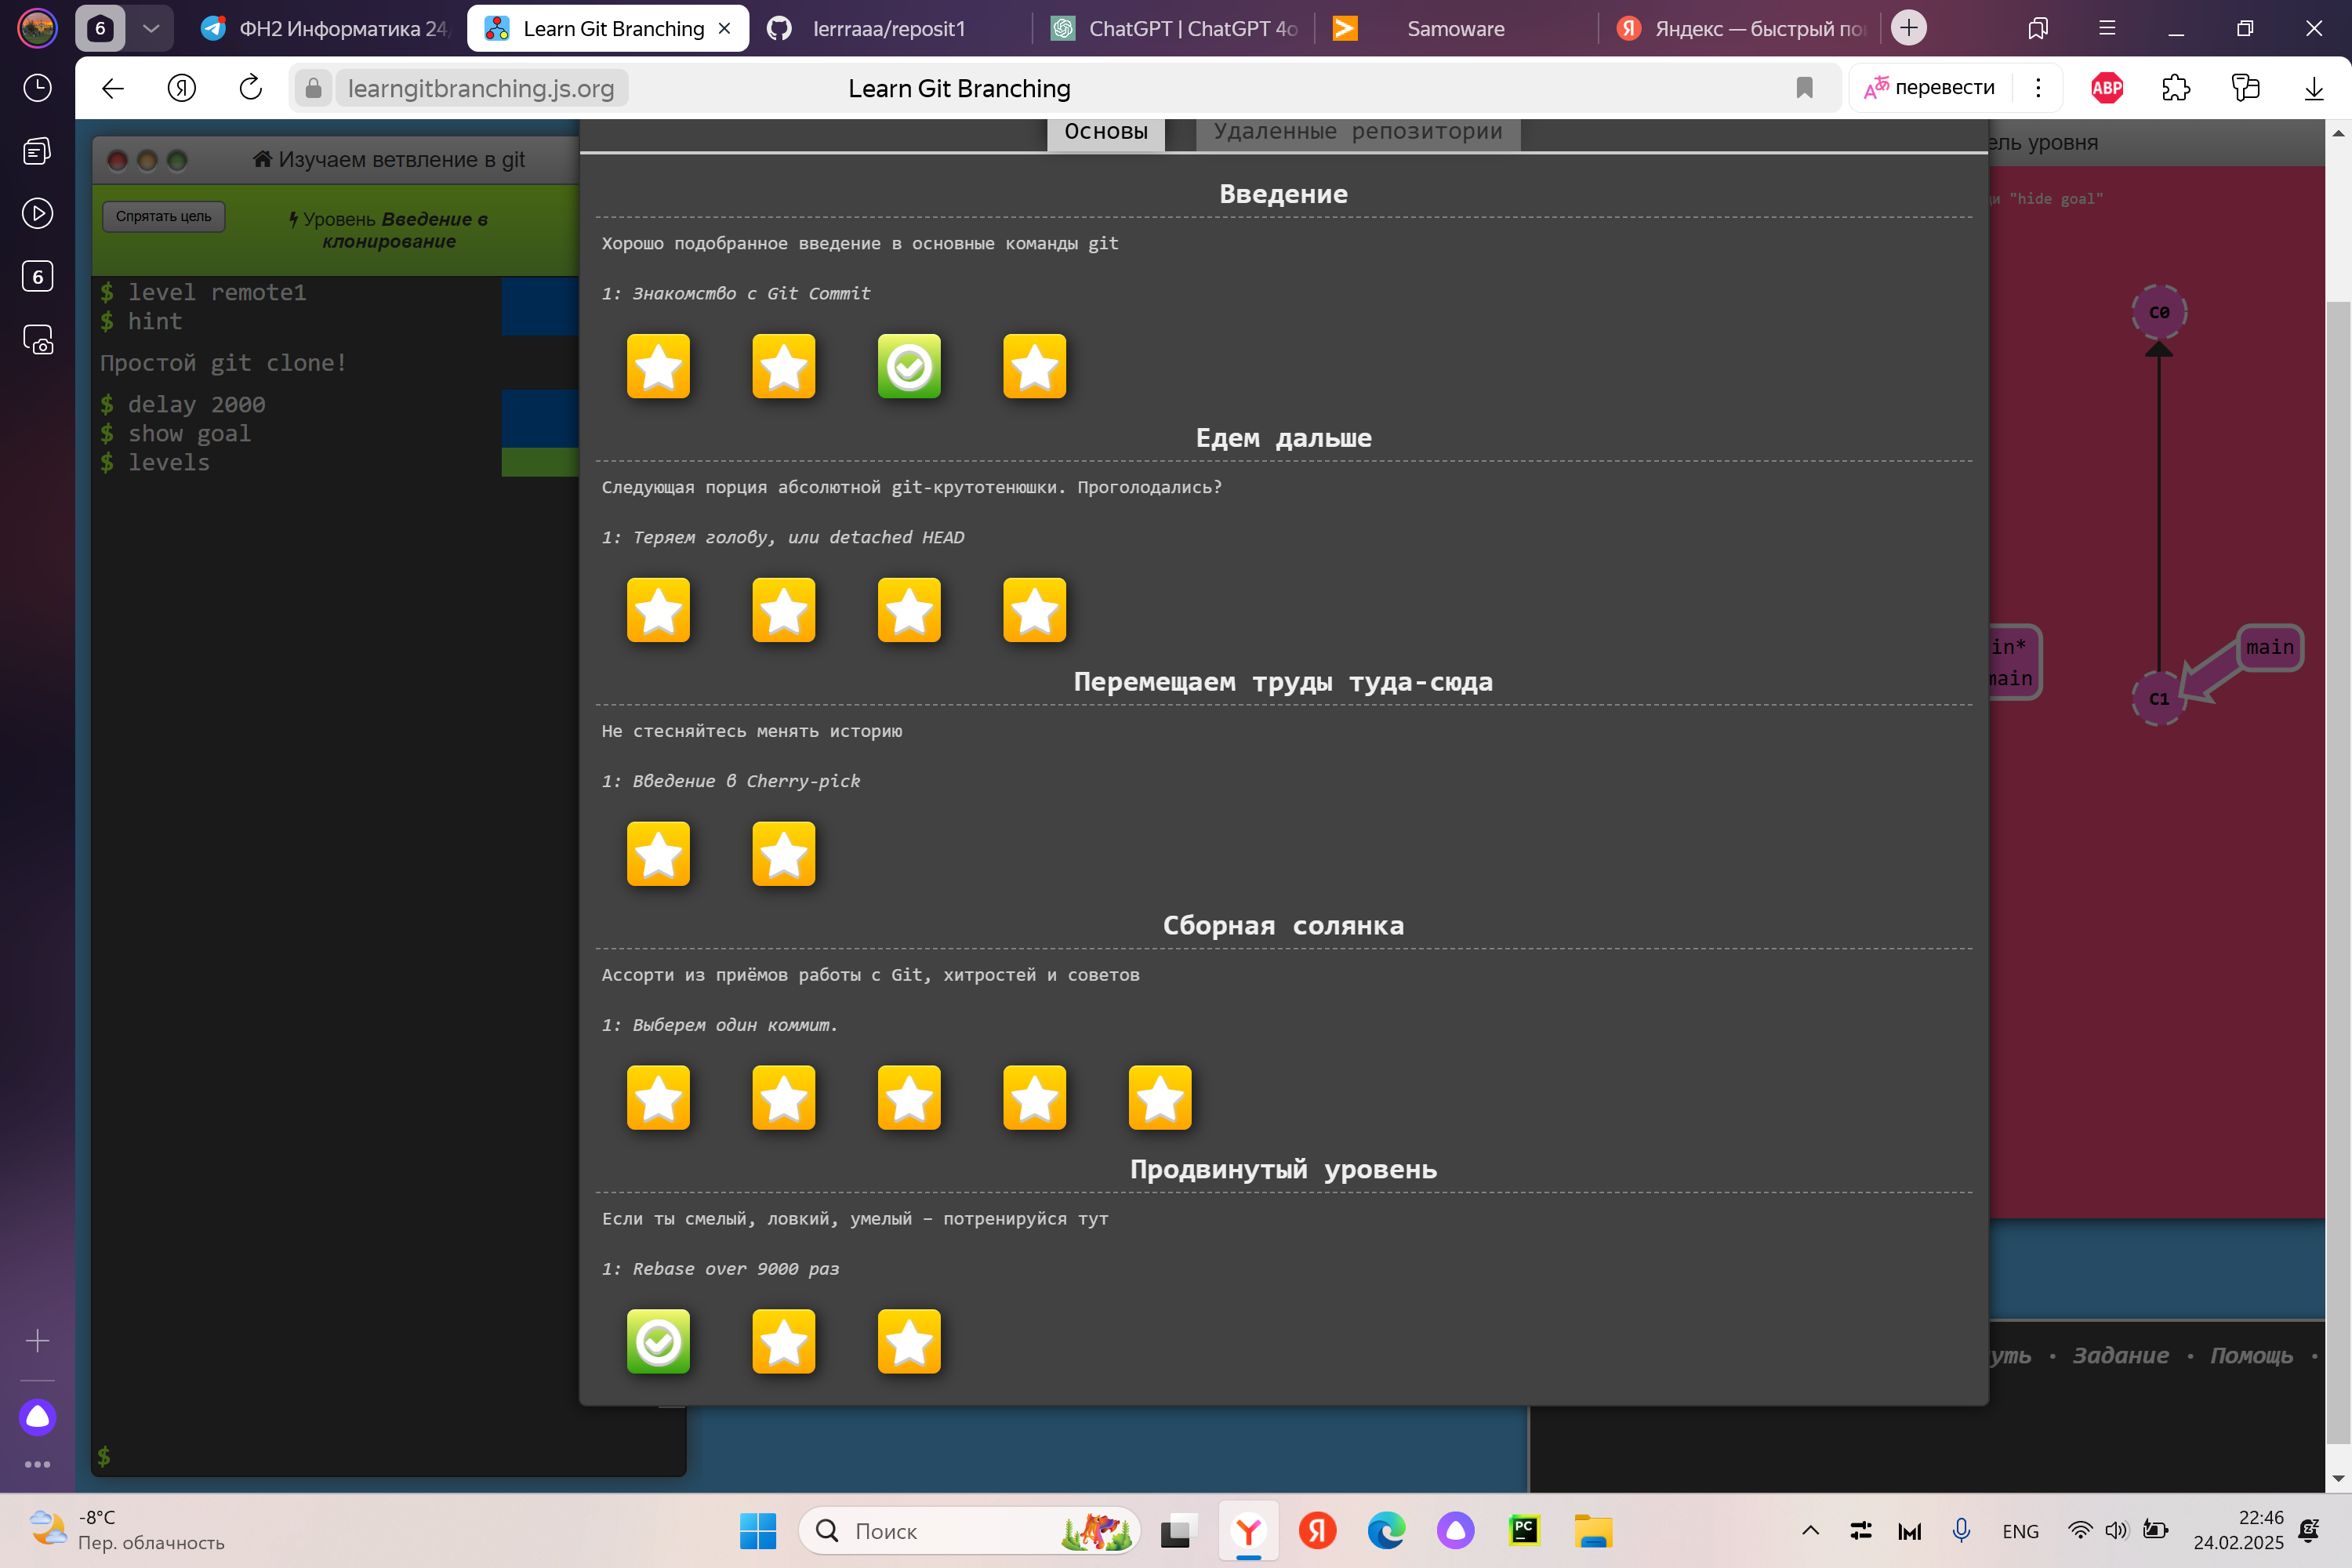 6
ФН2 Информатика 24
Learn Git Branching
lerrraaa/reposit1
ChatGPT | ChatGPT 4o
Samoware
Яндекс — быстрый
learngitbranching.js.org
Learn Git Branching
перевести
ABP
6
Изучаем ветвление в git
Спрятать цель
Уровень Введение в
клонирование
$ level remote1
$ hint
Простой git clone!
$ delay 2000
$ show goal
$ levels
$
Основы
Удаленные репозитории
Введение
Хорошо подобранное введение в основные команды git
1: Знакомство с Git Commit
Едем дальше
Следующая порция абсолютной git-крутотенюшки. Проголодались?
1: Теряем голову, или detached HEAD
Перемещаем труды туда-сюда
Не стесняйтесь менять историю
1: Введение в Cherry-pick
Сборная солянка
Ассорти из приёмов работы с Git, хитростей и советов
1: Выберем один коммит.
Продвинутый уровень
Если ты смелый, ловкий, умелый – потренируйся тут
1: Rebase over 9000 раз
ель уровня
"hide goal"
C0
in*
main
main
C1
уть · Задание · Помощь ·
-8°C
Пер. облачность
Поиск
PC
ENG
22:46
24.02.2025